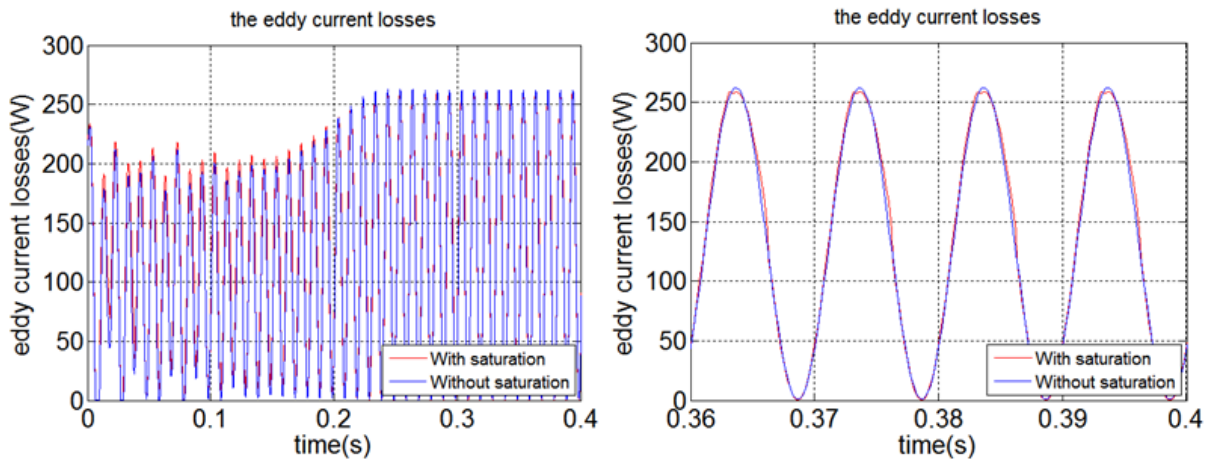 the eddy current losses
eddy current losses(W)
300
250
200
150
100
50
0
With saturation
Without saturation
0 0.1 0.2 0.3 0.4
time(s)
the eddy current losses
eddy current losses(W)
300
250
200
150
100
50
0
With saturation
Without saturation
0.36 0.37 0.38 0.39 0.4
time(s)